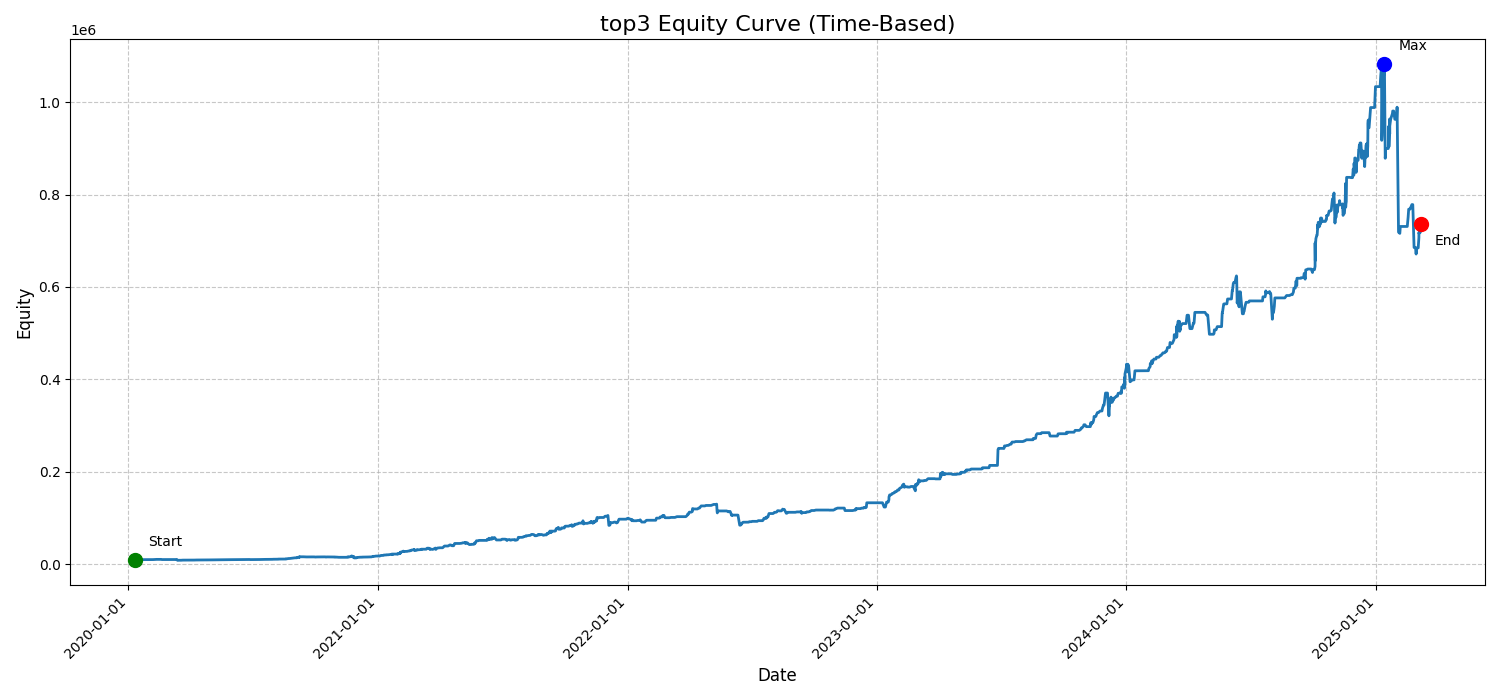 top3 Equity Curve (Time-Based)
1e6
Max
1.0
0.8
End
0.6
Equity
0.4
0.2
Start
0.0
2020-01-01
2021-01-01
2022-01-01
2023-01-01
2024-01-01
2025-01-01
Date